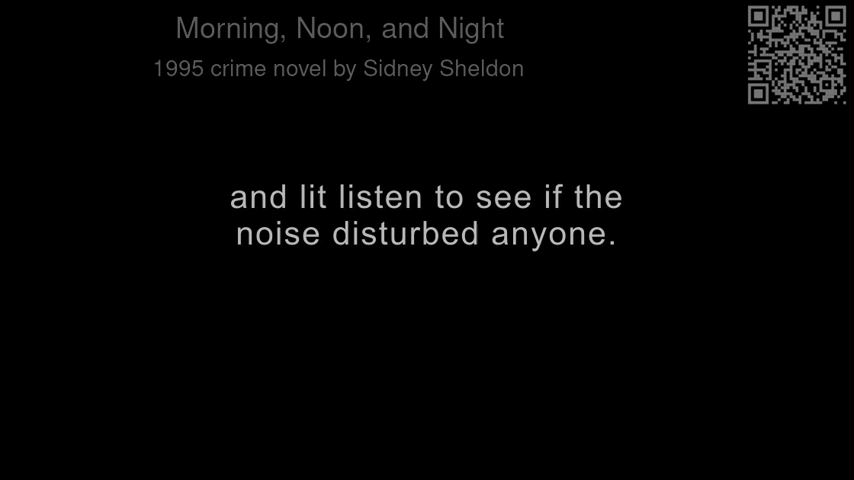 Morning, Noon, and Night
1995 crime novel by Sidney Sheldon
and lit listen to see if the
noise disturbed anyone.